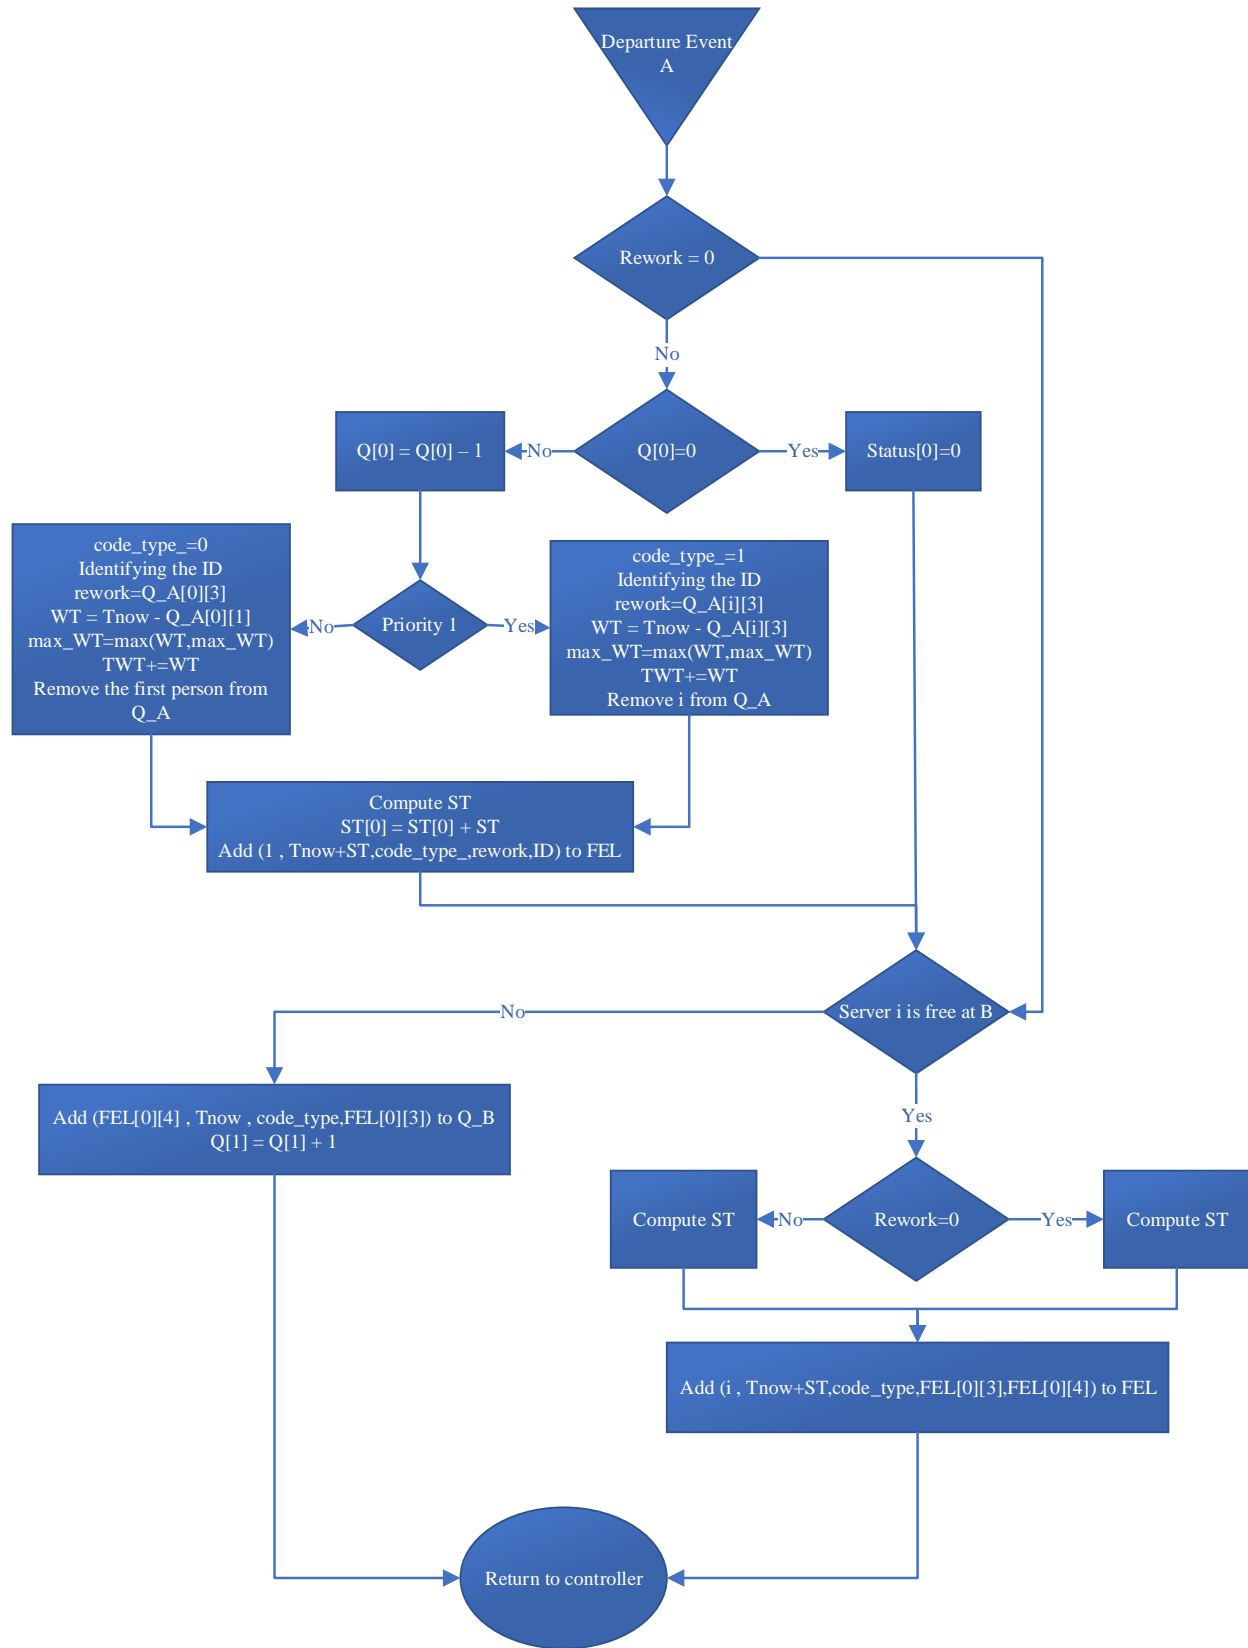 Departure Event
A
Rework = 0
No
Q[0] = Q[0] – 1
No
Q[0]=0
Yes
Status[0]=0
code_type_=0
Identifying the ID
rework=Q_A[0][3]
WT = Tnow - Q_A[0][1]
max_WT=max(WT,max_WT)
TWT+=WT
Remove the first person from
Q_A
No
Priority 1
Yes
code_type_=1
Identifying the ID
rework=Q_A[i][3]
WT = Tnow - Q_A[i][3]
max_WT=max(WT,max_WT)
TWT+=WT
Remove i from Q_A
Compute ST
ST[0] = ST[0] + ST
Add (1 , Tnow+ST,code_type_,rework,ID) to FEL
No
Server i is free at B
Add (FEL[0][4] , Tnow , code_type,FEL[0][3]) to Q_B
Q[1] = Q[1] + 1
Yes
Compute ST
No
Rework=0
Yes
Compute ST
Add (i , Tnow+ST,code_type,FEL[0][3],FEL[0][4]) to FEL
Return to controller